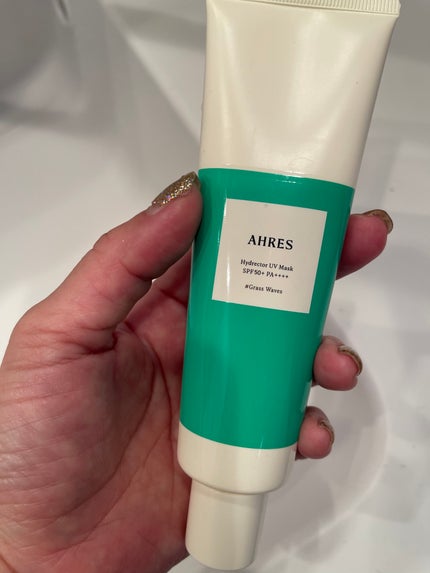 AHRES
Hydrector UV Mask
SPF50+ PA++++
#Grass Waves